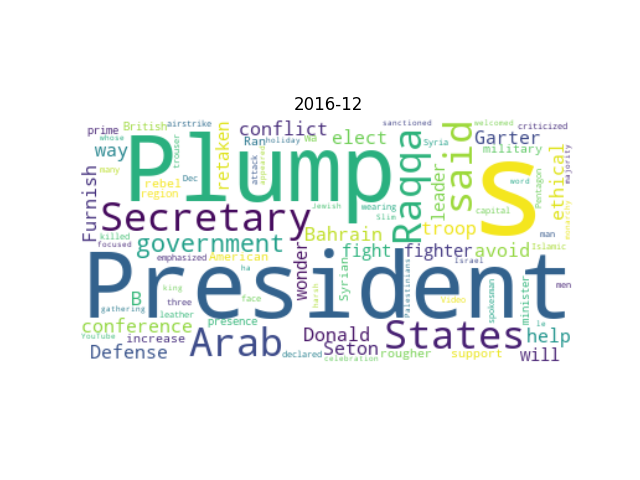 2016-12
prime British airstrike conflict sanctioned welcomed criticized
whose way many Furnish trouser Dec rebel region retaken Ran holiday Wa elect attack appeared Syria Garter military majority
Plump S Raqqa said leader ethical word Pentagon
Secretary Jewish wearing Slim troop capital man monarchy
government Bahrain fight fighter avoid Islamic
killed focused emphasized American wonder Syrian Israel
President Palestinians Video spokesman minister men
B king three ha face harsh
gathering leather presence
conference Arab Donald States help
YouTube increase Seton le
Defense declared celebration rougher support will